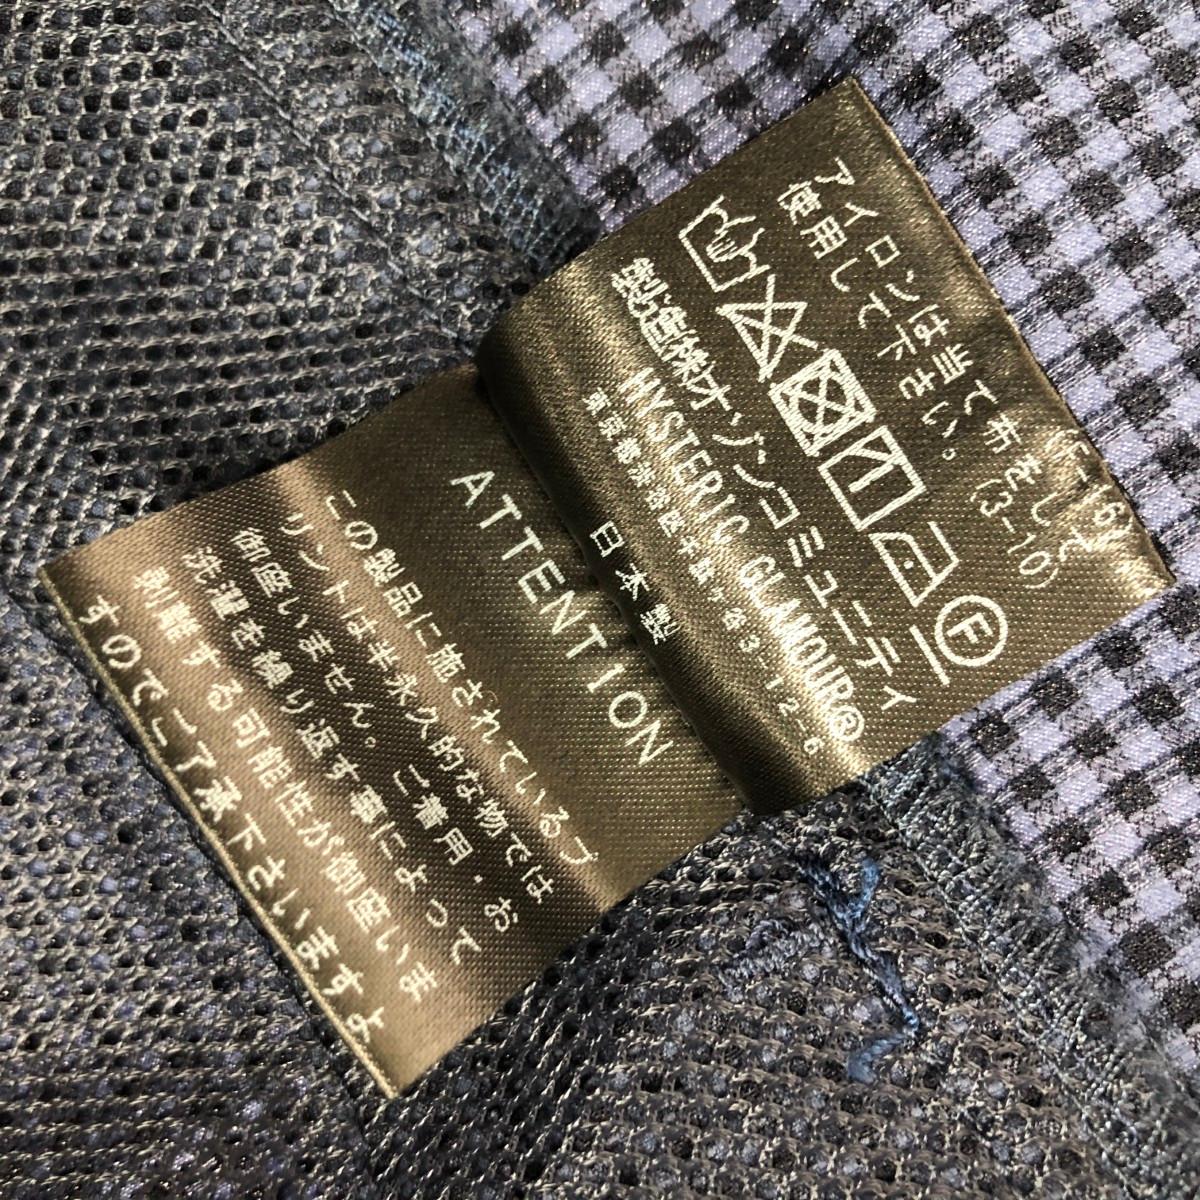 アイロンは当て布をして
使用して下さい。
(3-10)
F
製造㈱オゾンコミュニティ
HYSTERIC GLAMOUR®
日本製
ATTENTION
この製品に施されているプ
リントは半永久的な物では
御座いません。 ご着用・お
洗濯を繰り返す事によって
剥離する可能性が御座いま
すのでご了承下さいますよ